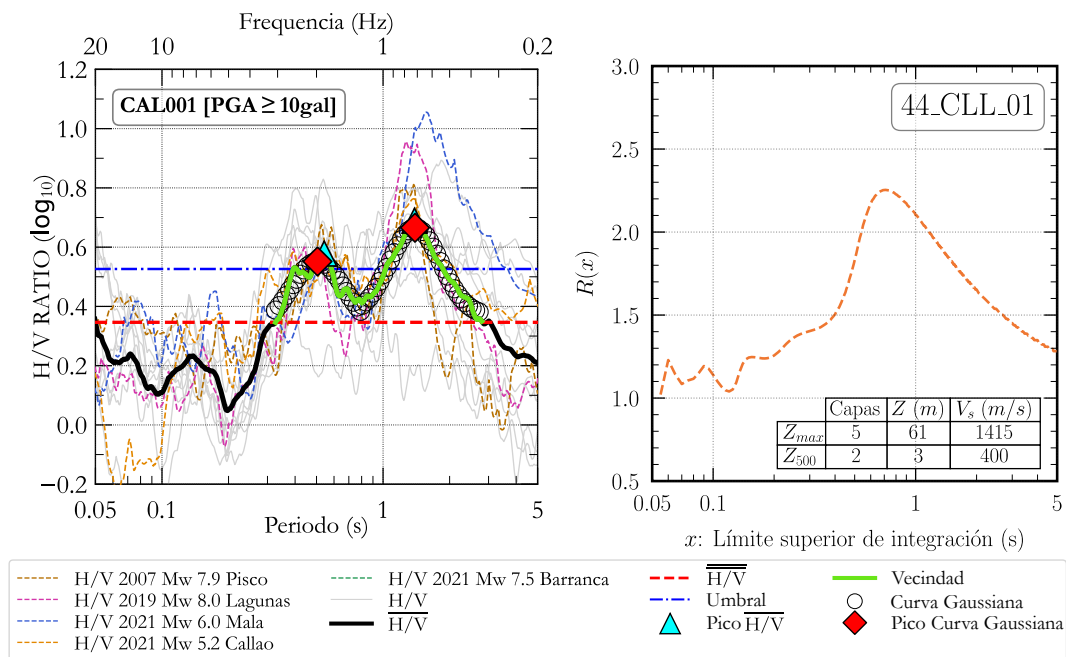 Frequencia (Hz)
20 10 1 0.2
1.2
1.0
0.8
0.6
0.4
0.2
0.0
−0.2
H/V RATIO (log10)
CAL001 [PGA ≥ 10gal]
0.05 0.1 1 5
Periodo (s)
3.0
2.5
2.0
1.5
1.0
0.5
R(x)
44_CLL_01
Capas Z (m) Vs (m/s)
Zmax 5 61 1415
Z500 2 3 400
0.05 0.1 1 5
x: Límite superior de integración (s)
H/V 2007 Mw 7.9 Pisco
H/V 2019 Mw 8.0 Lagunas
H/V 2021 Mw 6.0 Mala
H/V 2021 Mw 5.2 Callao
H/V 2021 Mw 7.5 Barranca
H/V
H/V
H/V
Umbral
Pico H/V
Vecindad
Curva Gaussiana
Pico Curva Gaussiana